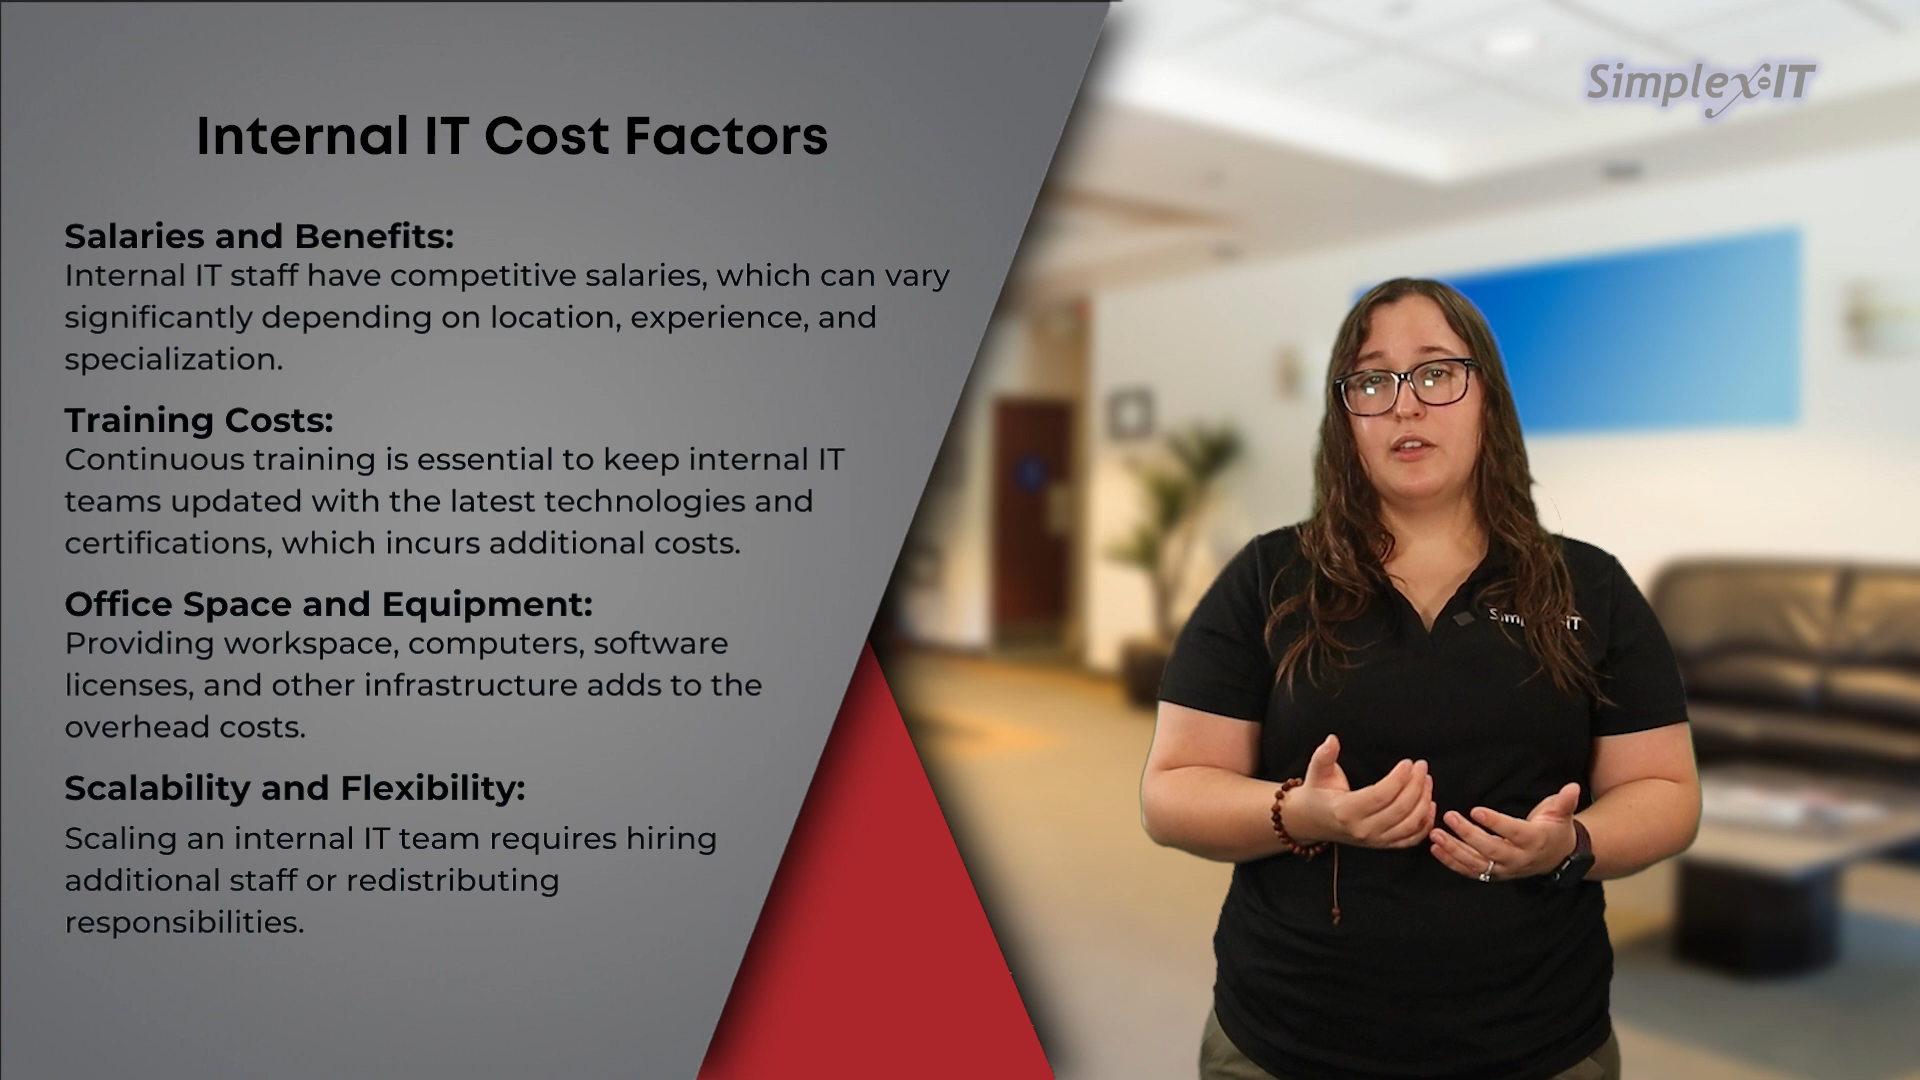 Simplex-IT
Internal IT Cost Factors
Salaries and Benefits:
Internal IT staff have competitive salaries, which can vary
significantly depending on location, experience, and
specialization.
Training Costs:
Continuous training is essential to keep internal IT
teams updated with the latest technologies and
certifications, which incurs additional costs.
Office Space and Equipment:
Providing workspace, computers, software
licenses, and other infrastructure adds to the
overhead costs.
Scalability and Flexibility:
Scaling an internal IT team requires hiring
additional staff or redistributing
responsibilities.